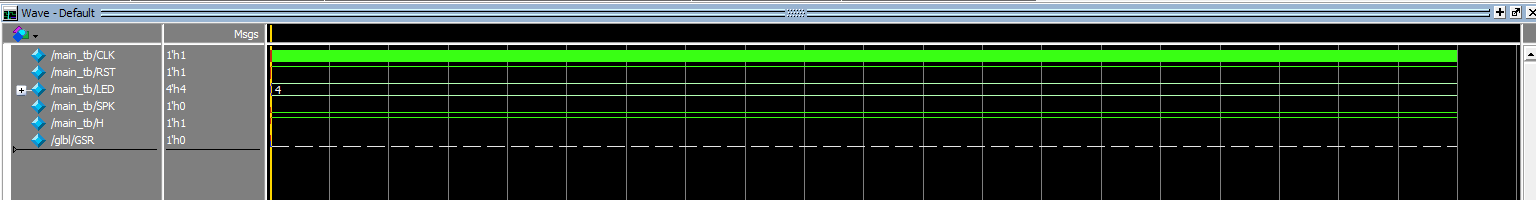 Wave - Default
Msgs
/main_tb/CLK 1'h1
/main_tb/RST 1'h1
/main_tb/LED 4'h4 4
/main_tb/SPK 1'h0
/main_tb/H 1'h1
/glbl/GSR 1'h0